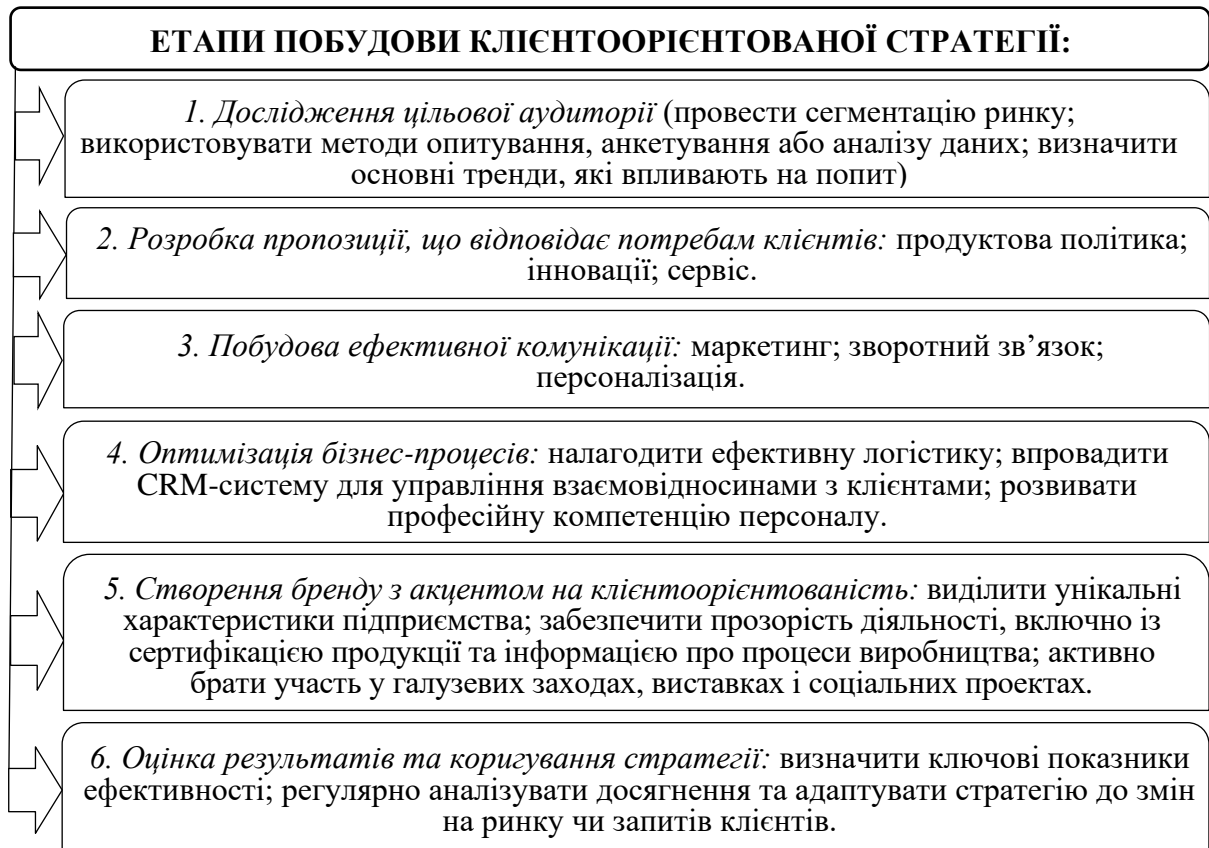 ЕТАПИ ПОБУДОВИ КЛІЄНТООРІЄНТОВАНОЇ СТРАТЕГІЇ:
1. Дослідження цільової аудиторії (провести сегментацію ринку;
використовувати методи опитування, анкетування або аналізу даних; визначити
основні тренди, які впливають на попит)
2. Розробка пропозиції, що відповідає потребам клієнтів: продуктова політика;
інновації; сервіс.
3. Побудова ефективної комунікації: маркетинг; зворотний зв’язок;
персоналізація.
4. Оптимізація бізнес-процесів: налагодити ефективну логістику; впровадити
CRM-систему для управління взаємовідносинами з клієнтами; розвивати
професійну компетенцію персоналу.
5. Створення бренду з акцентом на клієнтоорієнтованість: виділити унікальні
характеристики підприємства; забезпечити прозорість діяльності, включно із
сертифікацією продукції та інформацією про процеси виробництва; активно
брати участь у галузевих заходах, виставках і соціальних проектах.
6. Оцінка результатів та коригування стратегії: визначити ключові показники
ефективності; регулярно аналізувати досягнення та адаптувати стратегію до змін
на ринку чи запитів клієнтів.